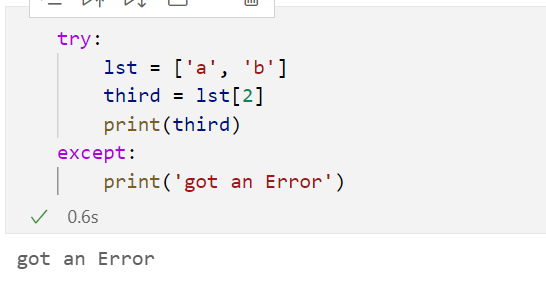 try:
    lst = ['a', 'b']
    third = lst[2]
    print(third)
except:
    print('got an Error')
0.6s
got an Error